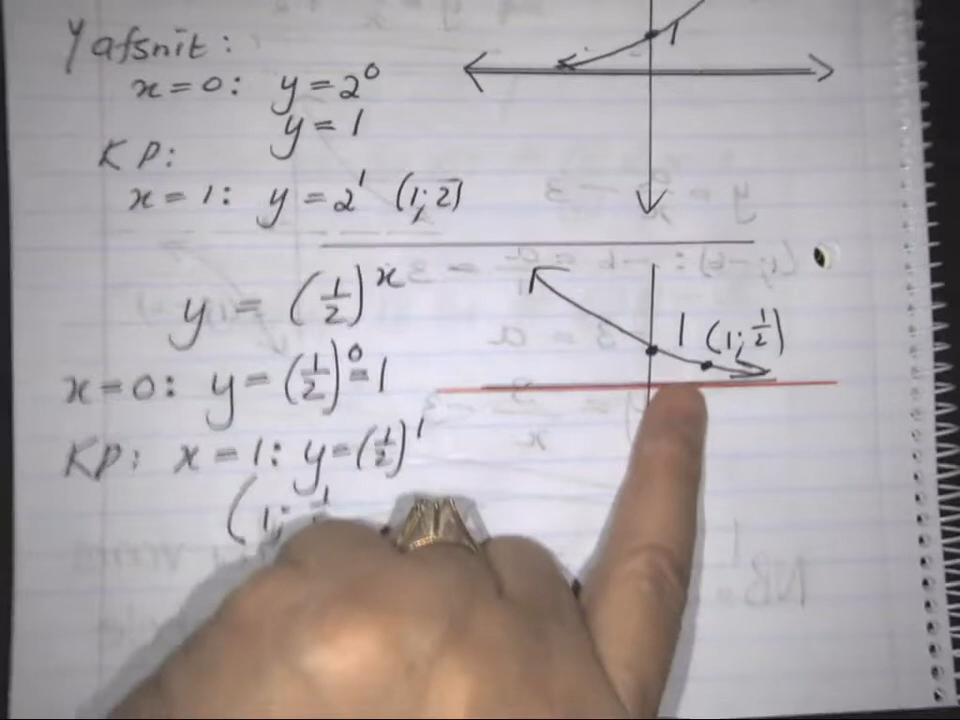 Y afsnit:
x = 0: y = 2⁰
y = 1
KP:
x = 1: y = 2¹ (1; 2)
1
y = (1/2)ˣ
x = 0: y = (1/2)⁰ = 1
KP: x = 1: y = (1/2)¹
(1;
1 (1; 1/2)